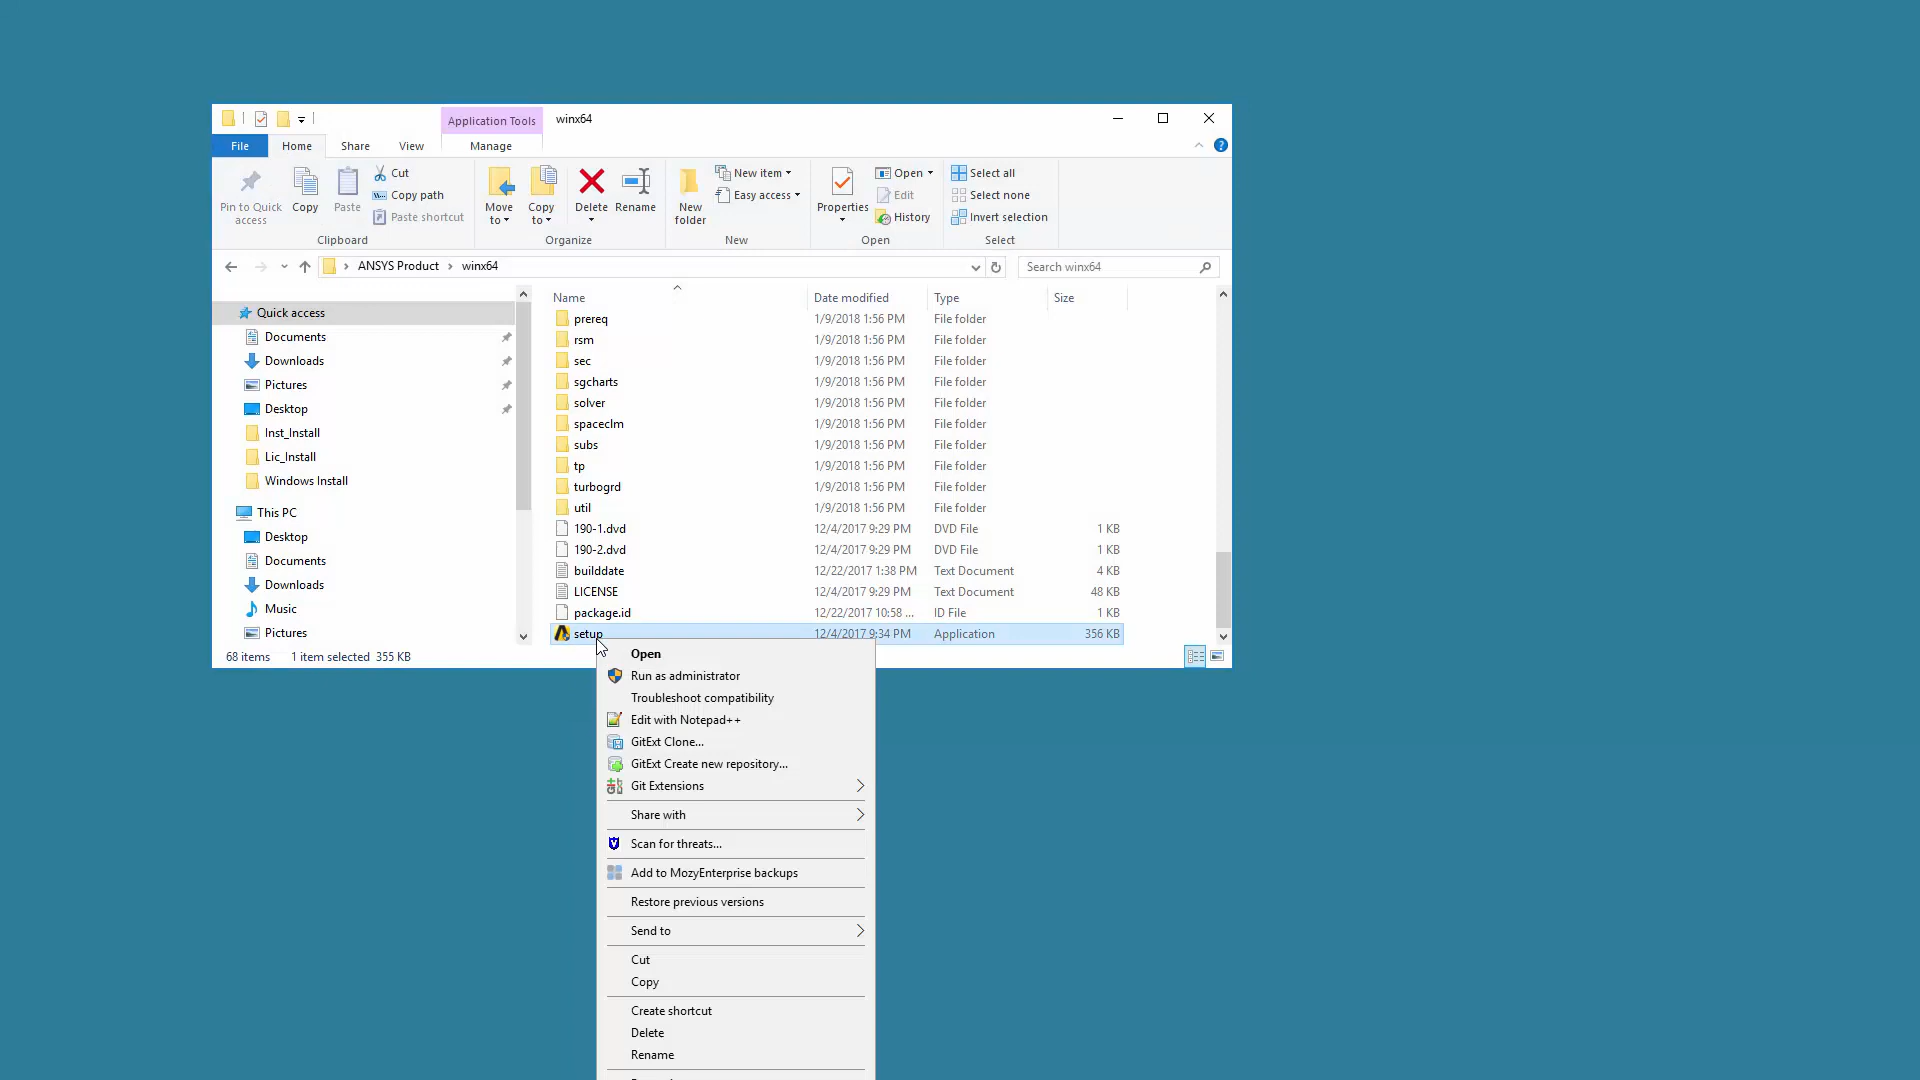 Application Tools winx64
File Home Share View Manage
Pin to Quick access
Copy
Paste
Cut
Copy path
Paste shortcut
Clipboard
Move to
Copy to
Delete
Rename
Organize
New folder
New item
Easy access
New
Properties
Open
Edit
History
Open
Select all
Select none
Invert selection
Select
ANSYS Product winx64
Search winx64
Quick access
Documents
Downloads
Pictures
Desktop
Inst_Install
Lic_Install
Windows Install
This PC
Desktop
Documents
Downloads
Music
Pictures
Name Date modified Type Size
prereq 1/9/2018 1:56 PM File folder
rsm 1/9/2018 1:56 PM File folder
sec 1/9/2018 1:56 PM File folder
sgcharts 1/9/2018 1:56 PM File folder
solver 1/9/2018 1:56 PM File folder
spaceclm 1/9/2018 1:56 PM File folder
subs 1/9/2018 1:56 PM File folder
tp 1/9/2018 1:56 PM File folder
turbogrd 1/9/2018 1:56 PM File folder
util 1/9/2018 1:56 PM File folder
190-1.dvd 12/4/2017 9:29 PM DVD File 1 KB
190-2.dvd 12/4/2017 9:29 PM DVD File 1 KB
builddate 12/22/2017 1:38 PM Text Document 4 KB
LICENSE 12/4/2017 9:29 PM Text Document 48 KB
package.id 12/22/2017 10:58 ... ID File 1 KB
setup 12/4/2017 9:34 PM Application 356 KB
68 items 1 item selected 355 KB
Open
Run as administrator
Troubleshoot compatibility
Edit with Notepad++
GitExt Clone...
GitExt Create new repository...
Git Extensions
Share with
Scan for threats...
Add to MozyEnterprise backups
Restore previous versions
Send to
Cut
Copy
Create shortcut
Delete
Rename